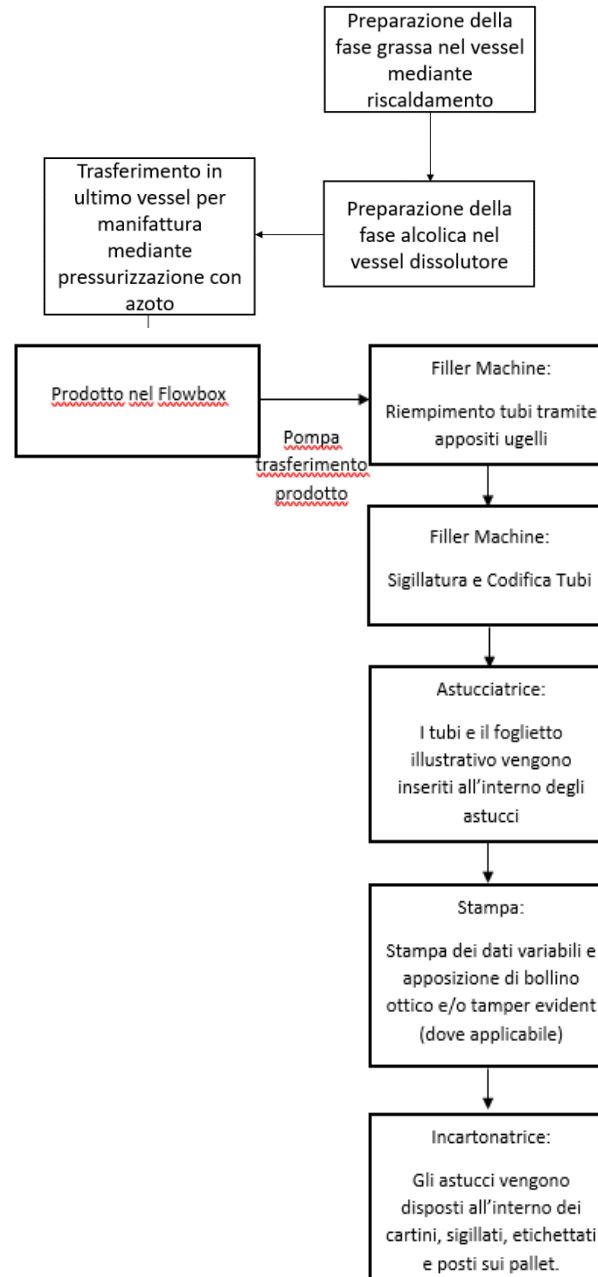 Preparazione della
fase grassa nel vessel
mediante
riscaldamento
Preparazione della
fase alcolica nel
vessel dissolutore
Trasferimento in
ultimo vessel per
manifattura
mediante
pressurizzazione con
azoto
Prodotto nel Flowbox
Pompa
trasferimento
prodotto
Filler Machine:
Riempimento tubi tramite
appositi ugelli
Filler Machine:
Sigillatura e Codifica Tubi
Astucciatrice:
I tubi e il foglietto
illustrativo vengono
inseriti all’interno degli
astucci
Stampa:
Stampa dei dati variabili e
apposizione di bollino
ottico e/o tamper evident
(dove applicabile)
Incartonatrice:
Gli astucci vengono
disposti all’interno dei
cartini, sigillati, etichettati
e posti sui pallet.